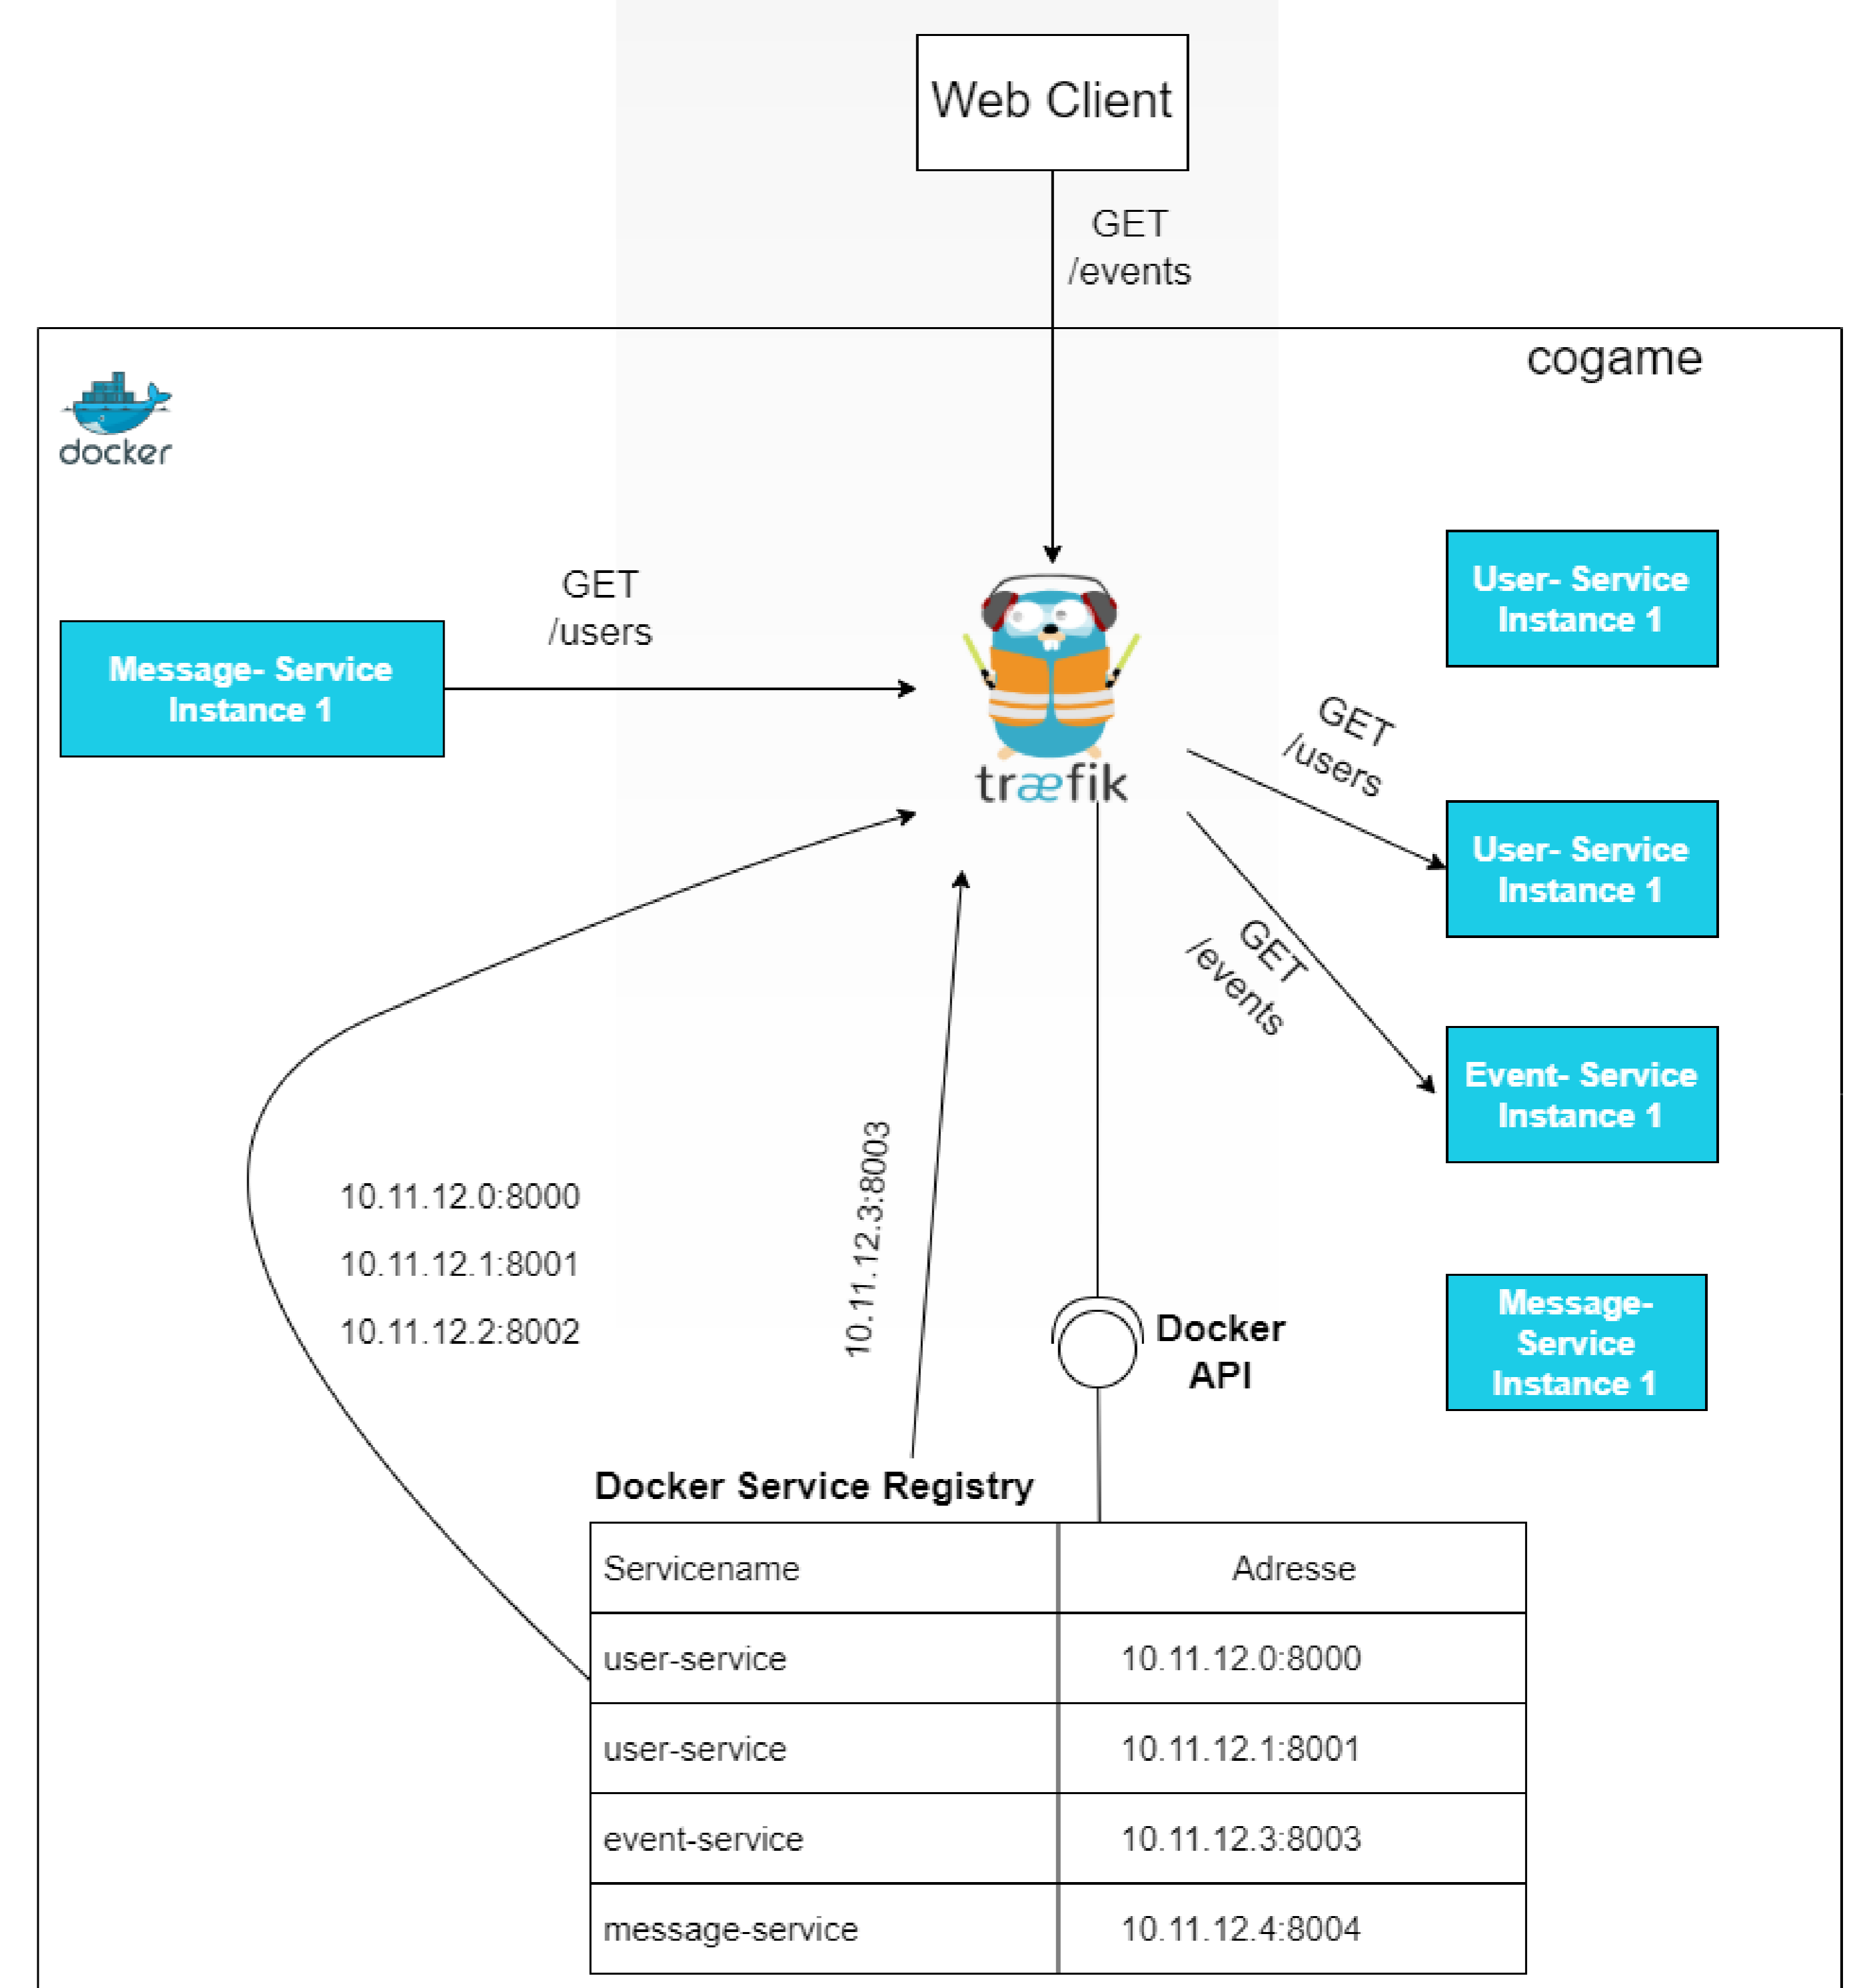 Web Client
GET
/events
cogame
docker
GET
/users
Message- Service
Instance 1
træfik
User- Service
Instance 1
GET
/users
User- Service
Instance 1
GET
/events
Event- Service
Instance 1
10.11.12.0:8000
10.11.12.1:8001
10.11.12.2:8002
10.11.12.3:8003
Docker
API
Message-
Service
Instance 1
Docker Service Registry
Servicename Adresse
user-service 10.11.12.0:8000
user-service 10.11.12.1:8001
event-service 10.11.12.3:8003
message-service 10.11.12.4:8004